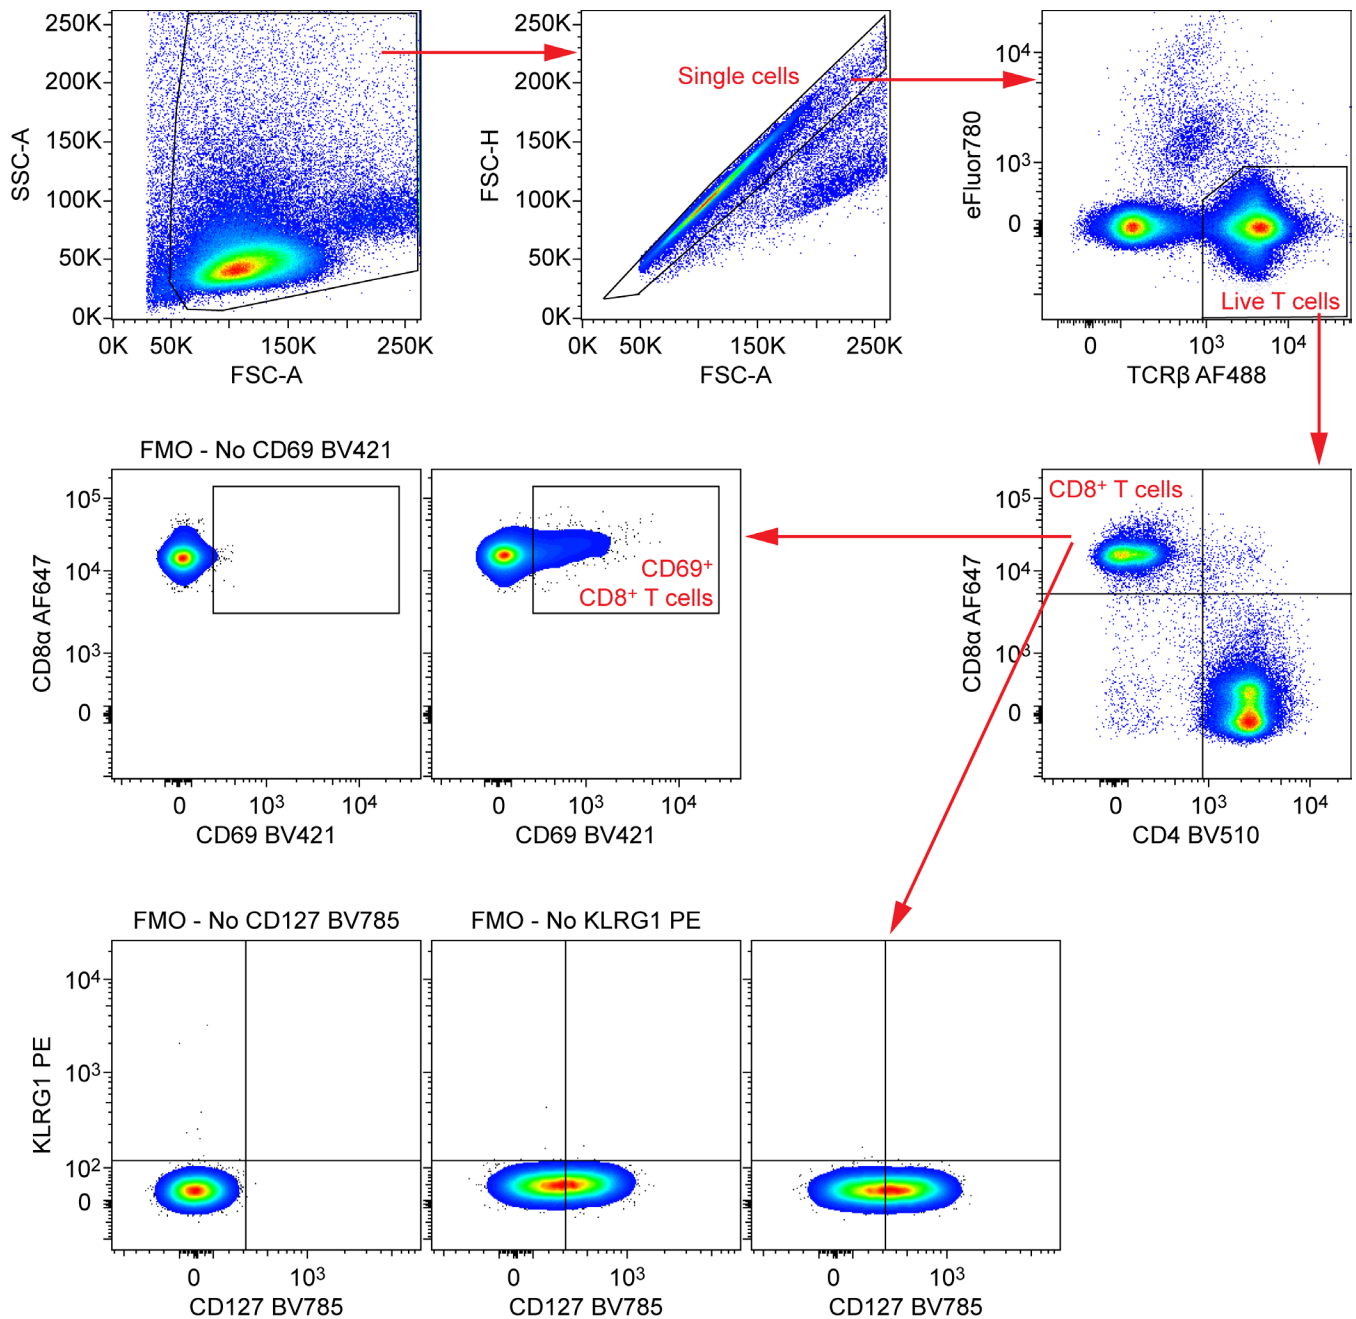 250K
200K
150K
100K
50K
0K
SSC-A
0K 50K 150K 250K
FSC-A
250K
200K
150K
100K
50K
0K
FSC-H
Single cells
0K 50K 150K 250K
FSC-A
10⁴
10³
0
eFluor780
Live T cells
0 10³ 10⁴
TCRβ AF488
FMO - No CD69 BV421
10⁵
10⁴
10³
0
CD8α AF647
0 10³ 10⁴
CD69 BV421
CD69⁺
CD8⁺ T cells
0 10³ 10⁴
CD69 BV421
CD8⁺ T cells
10⁵
10⁴
10³
0
CD8α AF647
0 10³ 10⁴
CD4 BV510
FMO - No CD127 BV785
FMO - No KLRG1 PE
10⁴
10³
10²
0
KLRG1 PE
0 10³
CD127 BV785
0 10³
CD127 BV785
0 10³
CD127 BV785